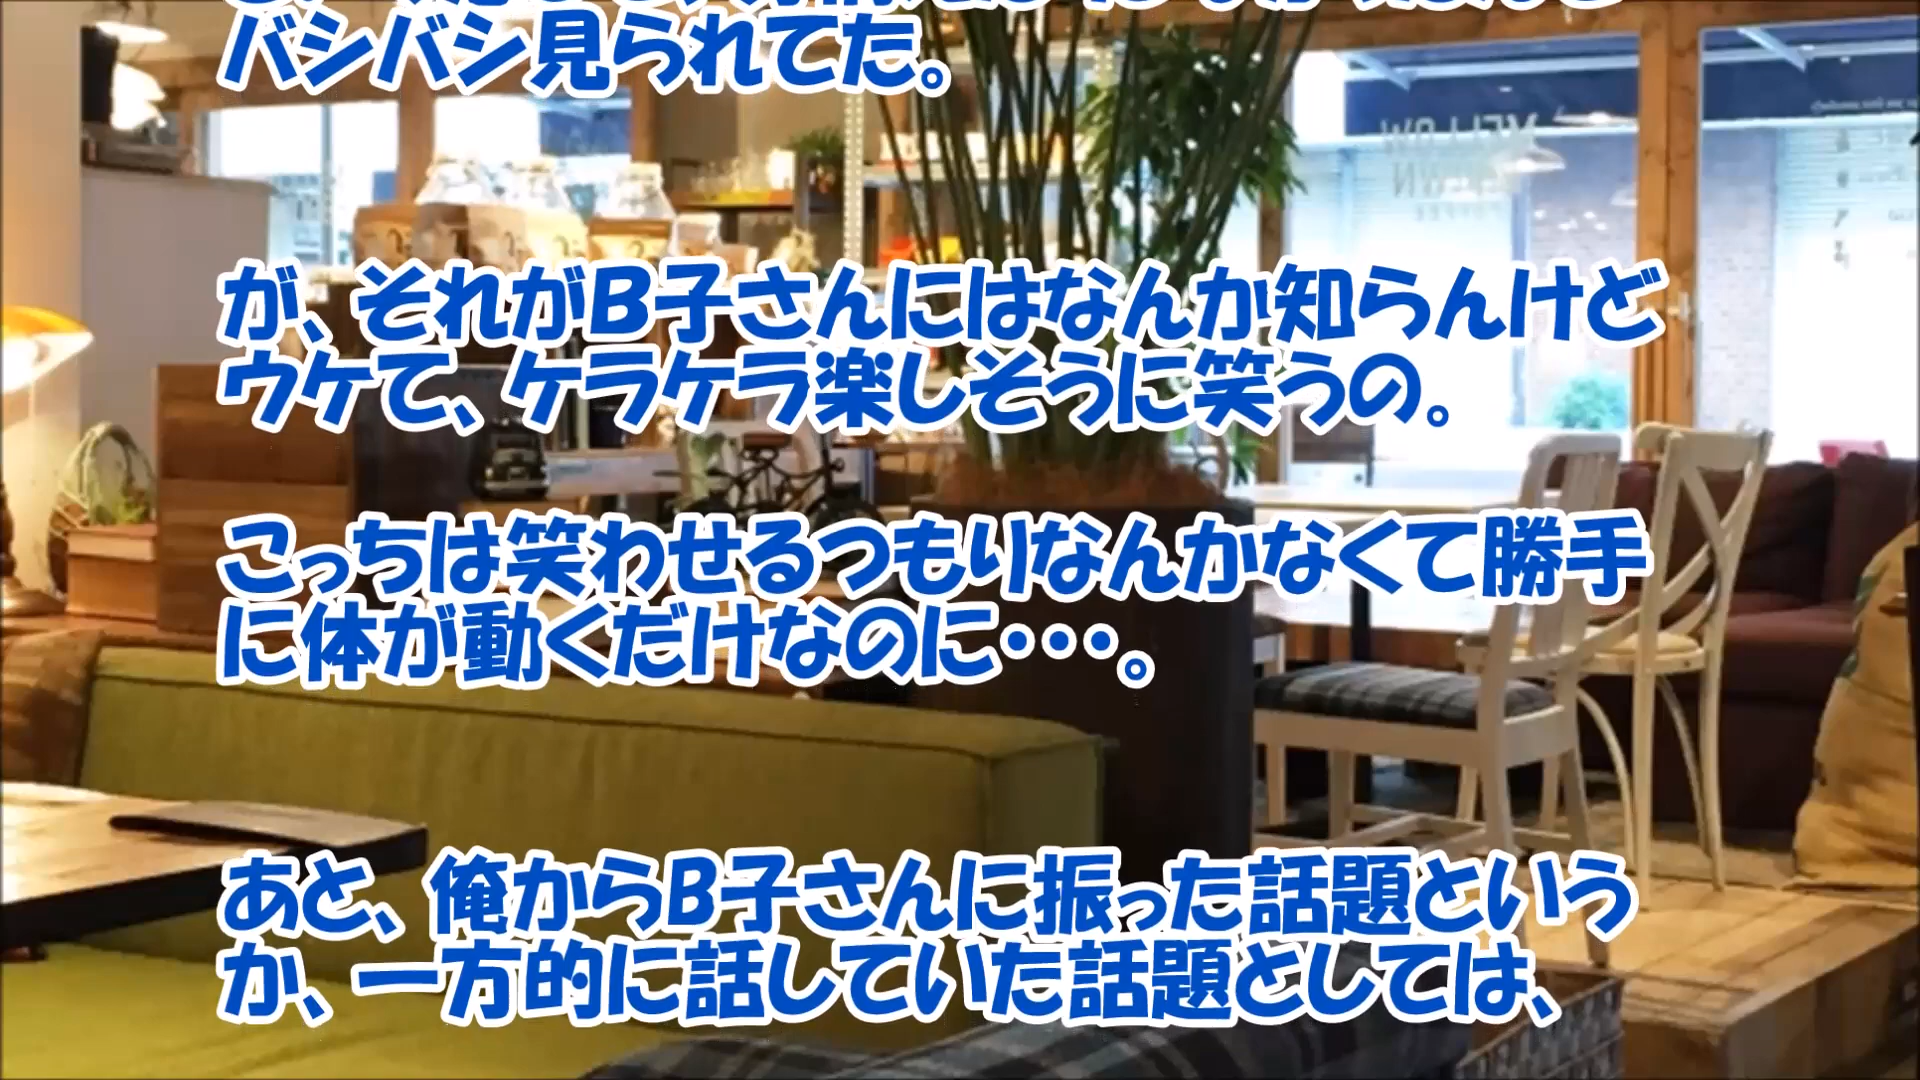 バシバシ見られてた。
が、それがB子さんにはなんか知らんけど
ウケて、ケラケラ楽しそうに笑うの。
こっちは笑わせるつもりなんかなくて勝手
に体が動くだけなのに・・・。
あと、俺からB子さんに振った話題という
か、一方的に話していた話題としては、